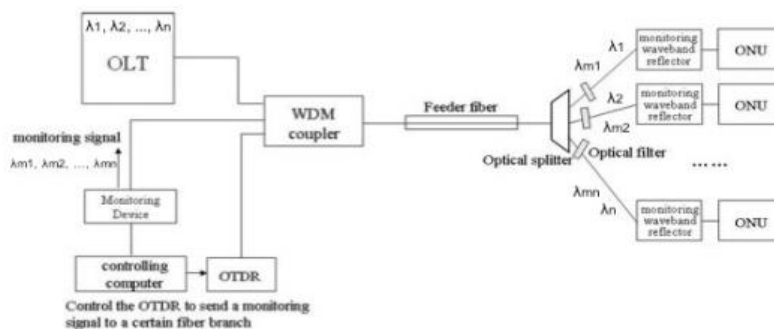 λ1, λ2, ..., λn
OLT
monitoring signal
λm1, λm2, ..., λmn
Monitoring
Device
controlling
computer
OTDR
Control the OTDR to send a monitoring
signal to a certain fiber branch
WDM
coupler
Feeder fiber
Optical splitter
Optical filter
λm1
λ1
monitoring
waveband
reflector
ONU
λ2
λm2
monitoring
waveband
reflector
ONU
... ...
λmn
λn
monitoring
waveband
reflector
ONU